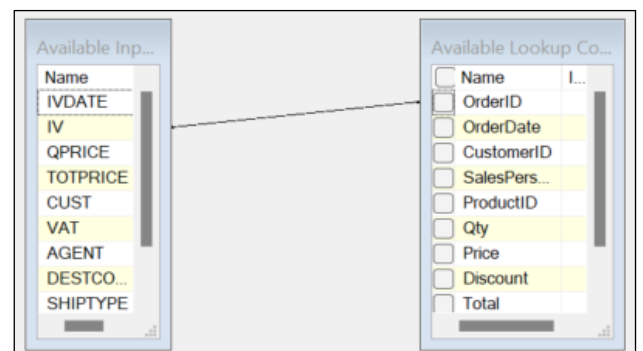 Available Inp...
Name
IVDATE
IV
QPRICE
TOTPRICE
CUST
VAT
AGENT
DESTCO...
SHIPTYPE
Available Lookup Co...
Name I...
OrderID
OrderDate
CustomerID
SalesPers...
ProductID
Qty
Price
Discount
Total